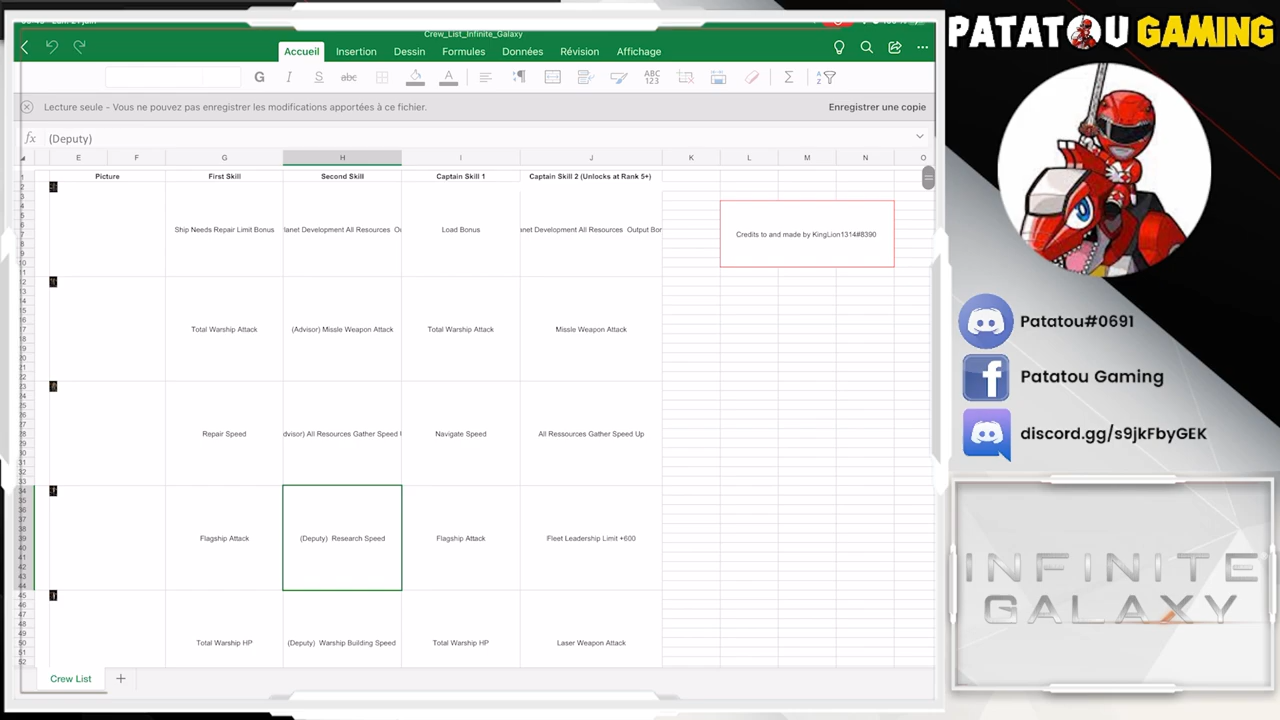 Crew_List_Infinite_Galaxy
Accueil Insertion Dessin Formules Données Révision Affichage
G I S abc A ABC 123 Σ
Lecture seule – Vous ne pouvez pas enregistrer les modifications apportées à ce fichier. Enregistrer une copie
fx (Deputy)
E F G H I J K L M N O
Picture First Skill Second Skill Captain Skill 1 Captain Skill 2 (Unlocks at Rank 5+)
Ship Needs Repair Limit Bonus lanet Development All Resources Ou Load Bonus net Development All Resources Output Bor
Credits to and made by KingLion1314#8390
Total Warship Attack (Advisor) Missle Weapon Attack Total Warship Attack Missle Weapon Attack
Repair Speed dvisor) All Resources Gather Speed Navigate Speed All Ressources Gather Speed Up
Flagship Attack (Deputy) Research Speed Flagship Attack Fleet Leadership Limit +600
Total Warship HP (Deputy) Warship Building Speed Total Warship HP Laser Weapon Attack
Crew List +
PATATOU GAMING
Patatou#0691
Patatou Gaming
discord.gg/s9jkFbyGEK
INFINITE
GALAXY